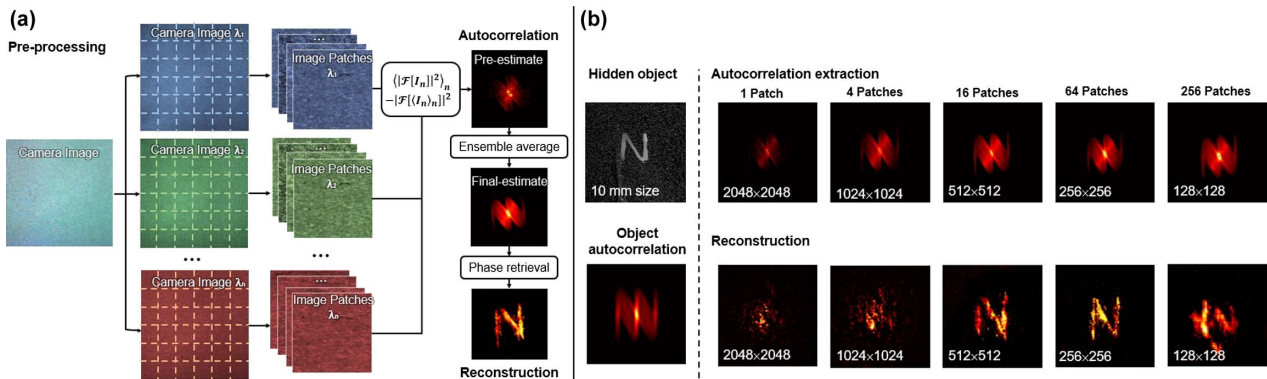 (a)
Pre-processing
Camera Image
Camera Image λ₁
Camera Image λ₂
...
Camera Image λₙ
...
Image Patches
λ₁
...
Image Patches
λ₂
...
...
Image Patches
λₙ
⟨|ℱ[Iₙ]|²⟩ₙ
−|ℱ[⟨Iₙ⟩ₙ]|²
Autocorrelation
Pre-estimate
Ensemble average
Final-estimate
Phase retrieval
Reconstruction
(b)
Hidden object
10 mm size
Object
autocorrelation
Autocorrelation extraction
1 Patch
4 Patches
16 Patches
64 Patches
256 Patches
2048×2048
1024×1024
512×512
256×256
128×128
Reconstruction
2048×2048
1024×1024
512×512
256×256
128×128